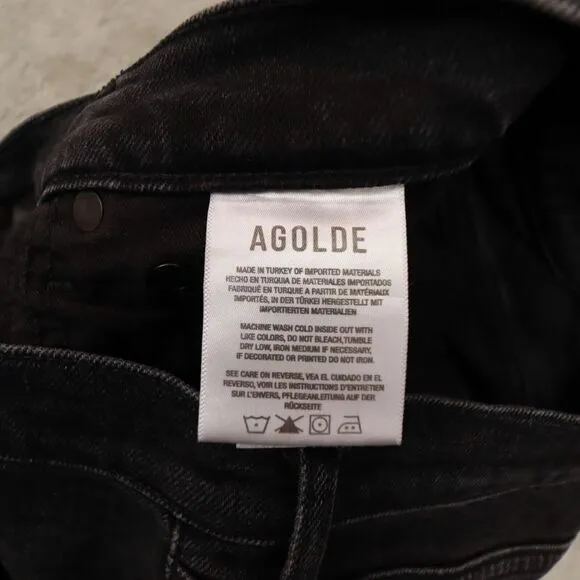 AGOLDE
MADE IN TURKEY OF IMPORTED MATERIALS
HECHO EN TURQUIA DE MATERIALES IMPORTADOS
FABRIQUÉ EN TURQUIE A PARTIR DE MATÉRIAUX
IMPORTÉS, IN DER TÜRKEI HERGESTELLT MIT
IMPORTIERTEN MATERIALIEN
MACHINE WASH COLD INSIDE OUT WITH
LIKE COLORS, DO NOT BLEACH,TUMBLE
DRY LOW, IRON MEDIUM IF NECESSARY,
IF DECORATED OR PRINTED DO NOT IRON.
SEE CARE ON REVERSE, VEA EL CUIDADO EN EL
REVERSO, VOIR LES INSTRUCTIONS D'ENTRETIEN
SUR L'ENVERS, PFLEGEANLEITUNG AUF DER
RÜCKSEITE